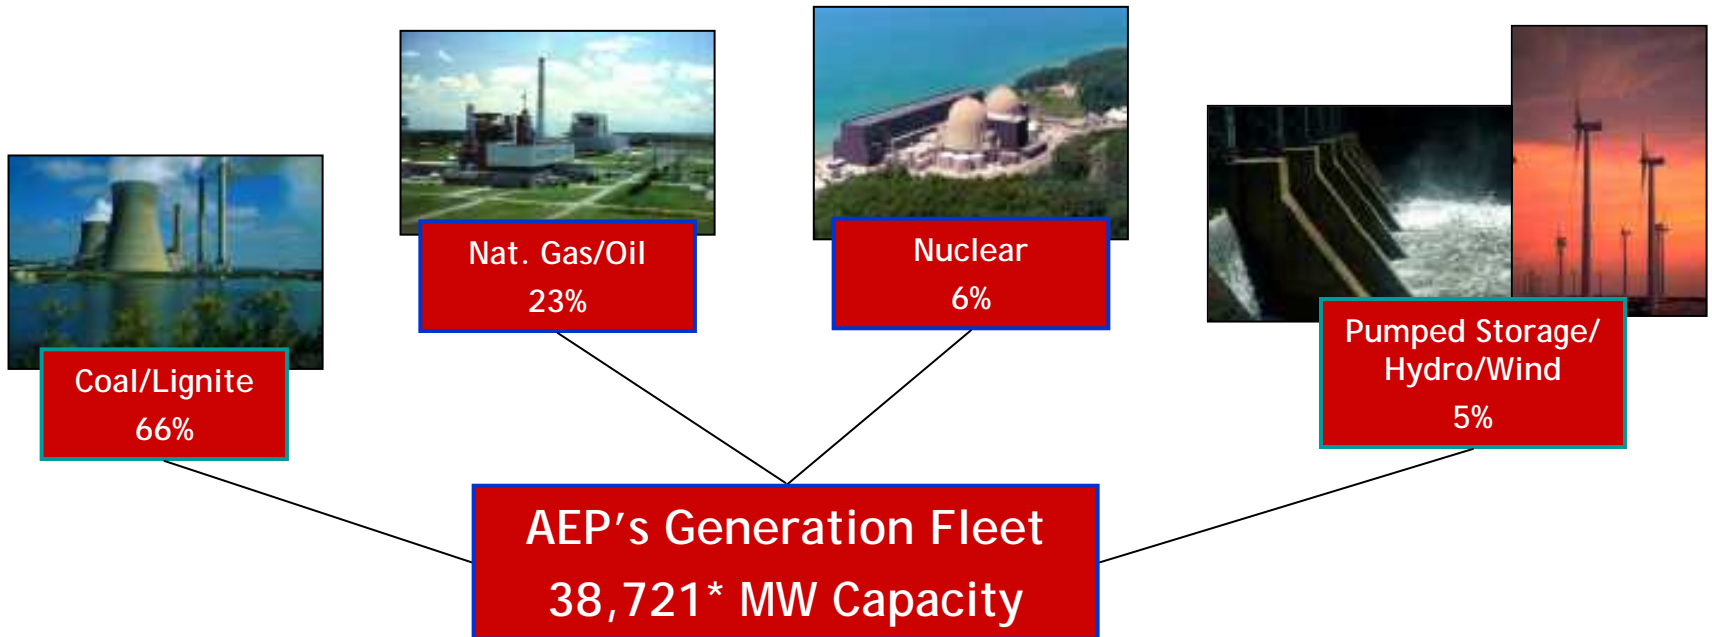 Nat. Gas/Oil
23%
Nuclear
6%
Pumped Storage/
Hydro/Wind
5%
Coal/Lignite
66%
AEP's Generation Fleet
38,721* MW Capacity